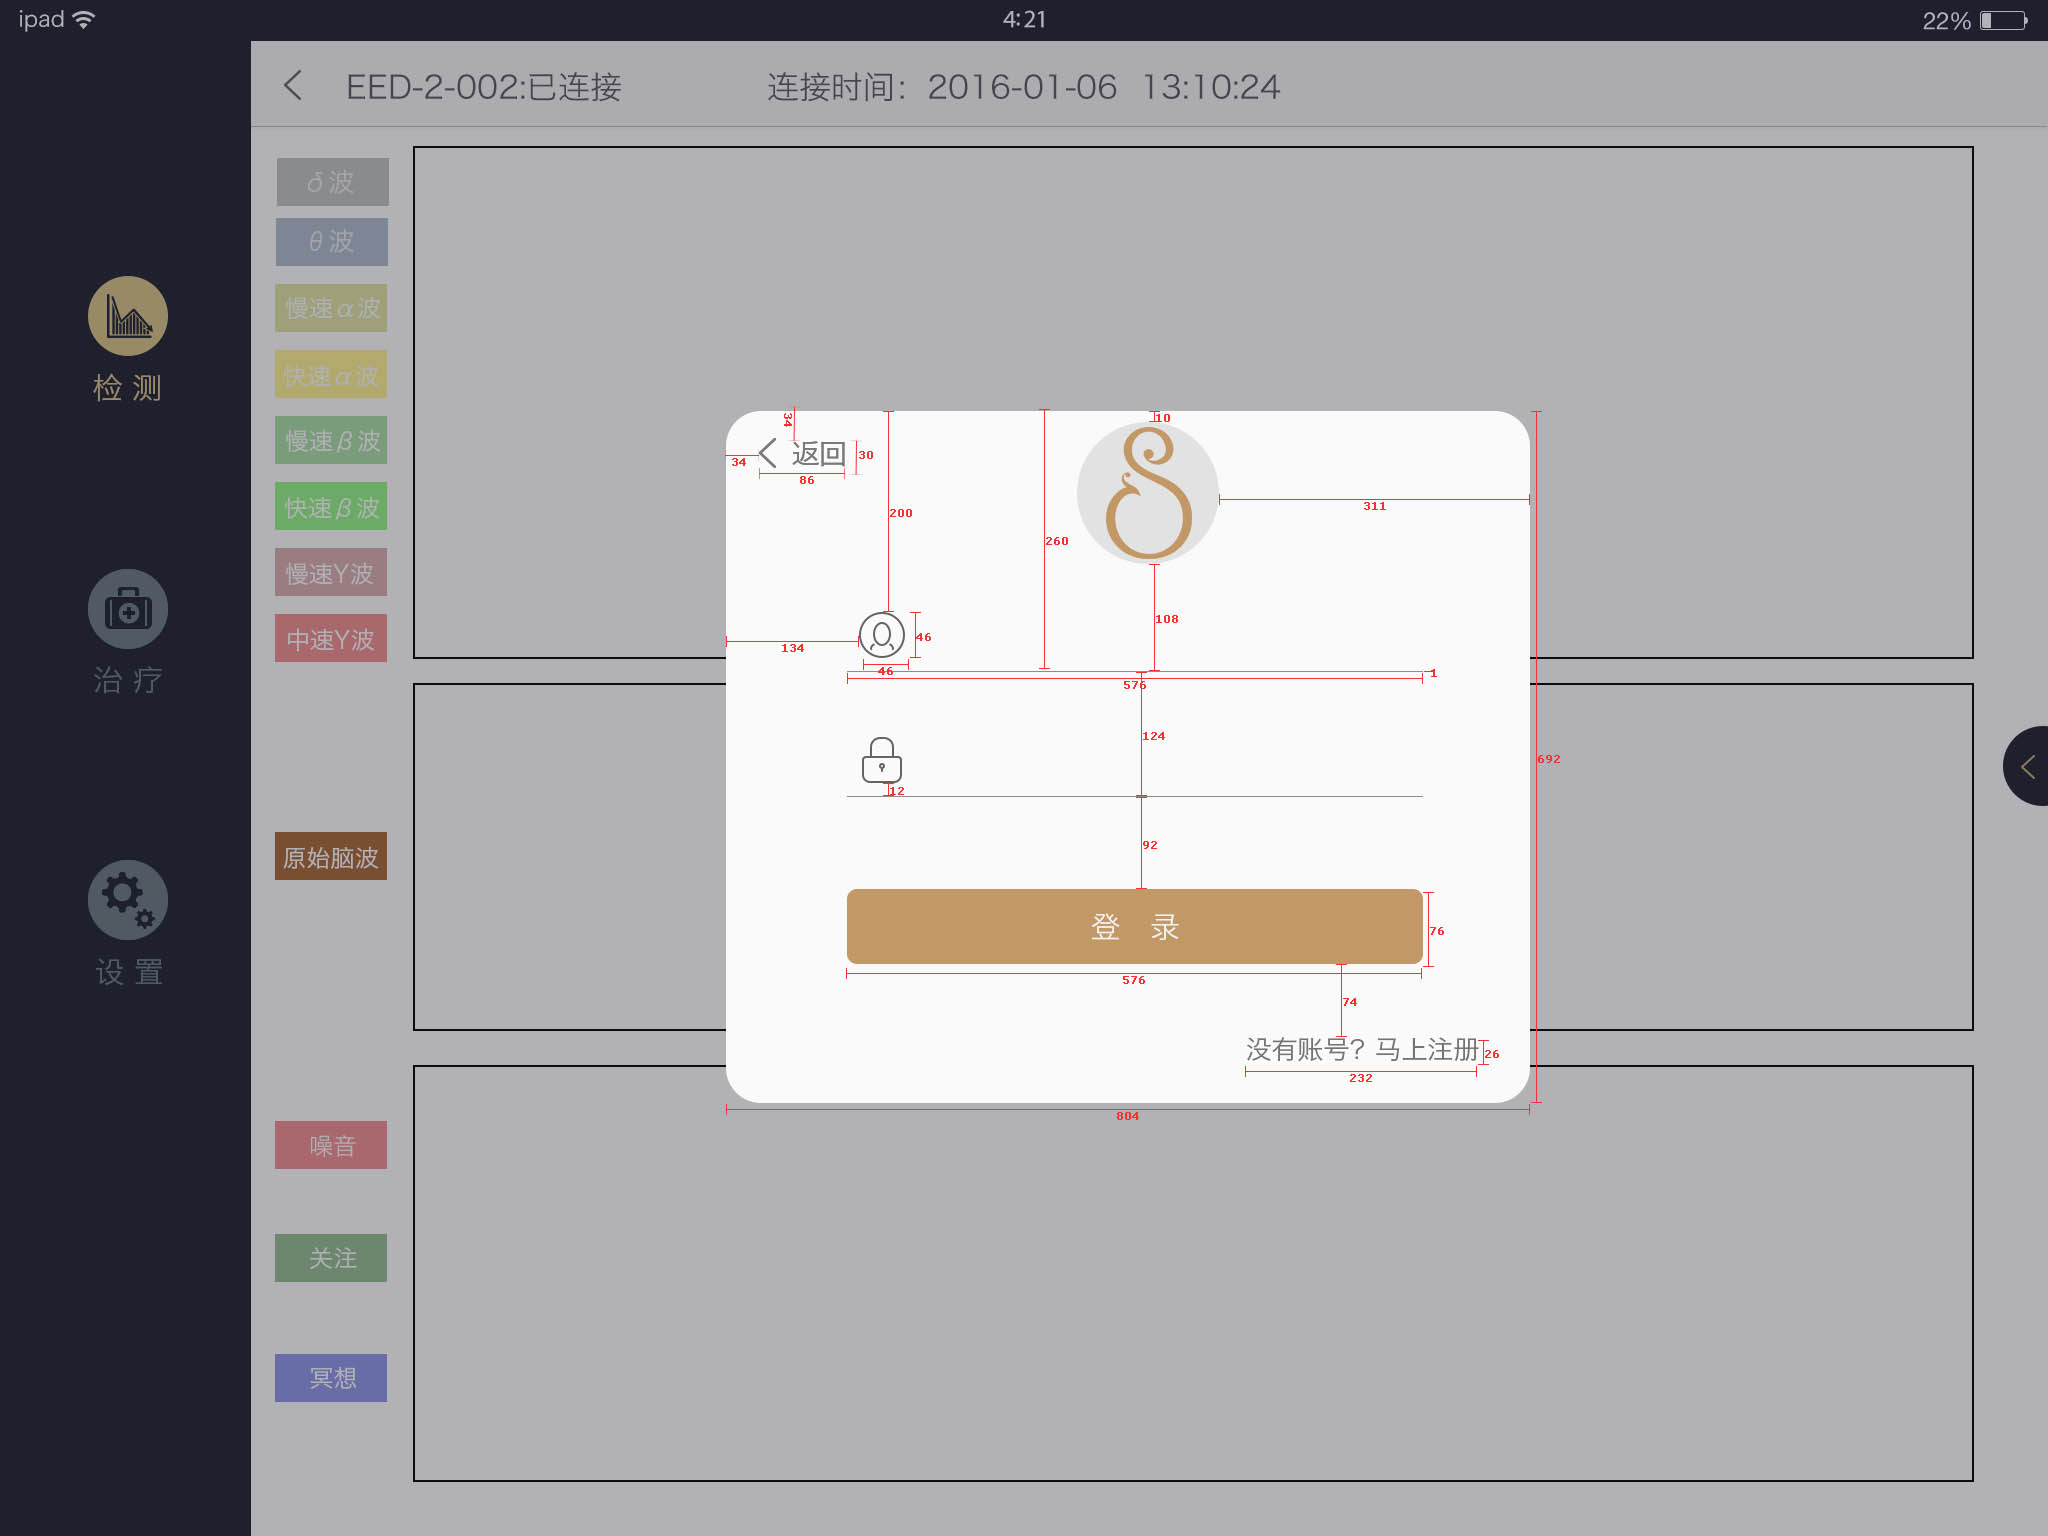 ipad
4:21
22%
EED-2-002:已连接
连接时间：2016-01-06 13:10:24
检测
治疗
设置
δ波
θ波
慢速α波
快速α波
慢速β波
快速β波
慢速Y波
中速Y波
原始脑波
噪音
关注
冥想
34
10
返回
30
34
86
200
311
260
108
46
134
46
1
576
124
692
12
92
登 录
76
576
74
没有账号？马上注册
26
232
804